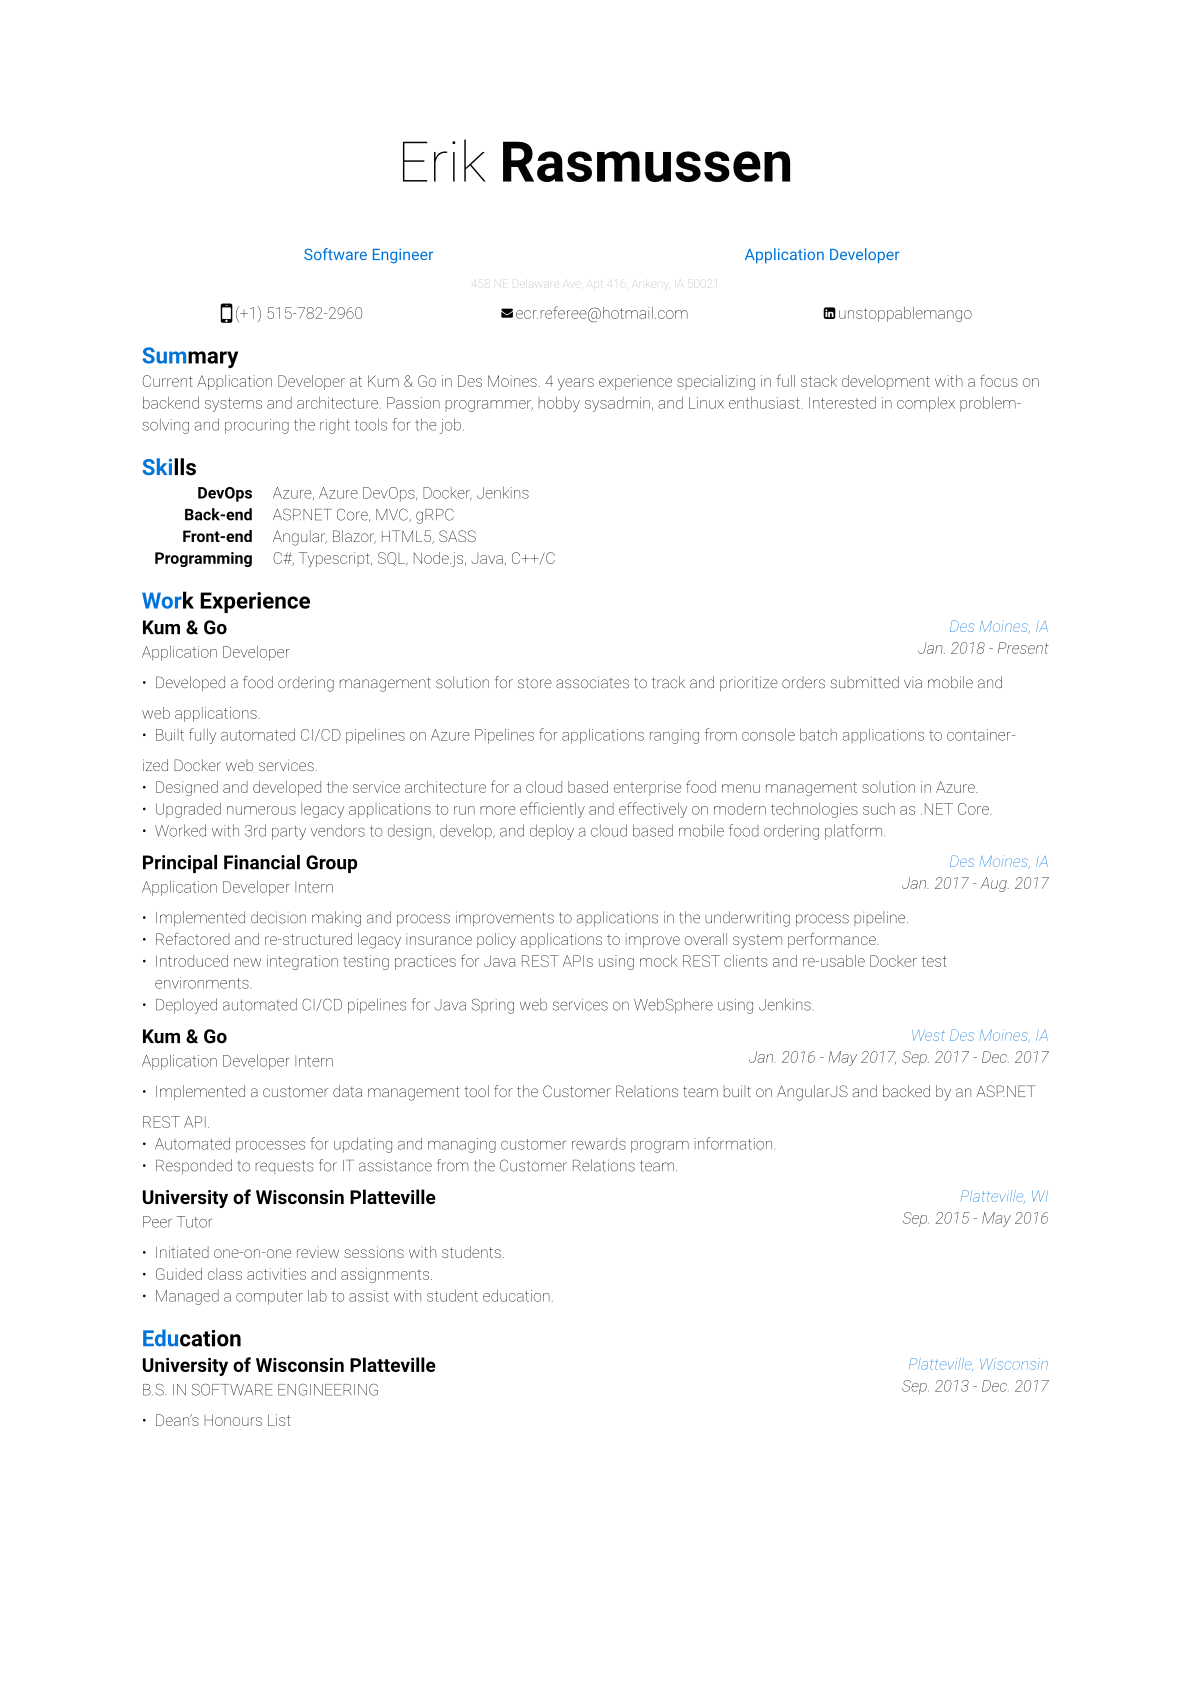 Erik Rasmussen
Software Engineer Application Developer
458 NE Delaware Ave, Apt 416, Ankeny, IA 50021
(+1) 515-782-2960 ecr.referee@hotmail.com unstoppablemango
Summary
Current Application Developer at Kum & Go in Des Moines. 4 years experience specializing in full stack development with a focus on
backend systems and architecture. Passion programmer, hobby sysadmin, and Linux enthusiast. Interested in complex problem-
solving and procuring the right tools for the job.
Skills
DevOps Azure, Azure DevOps, Docker, Jenkins
Back-end ASP.NET Core, MVC, gRPC
Front-end Angular, Blazor, HTML5, SASS
Programming C#, Typescript, SQL, Node.js, Java, C++/C
Work Experience
Kum & Go Des Moines, IA
Application Developer Jan. 2018 - Present
• Developed a food ordering management solution for store associates to track and prioritize orders submitted via mobile and
web applications.
• Built fully automated CI/CD pipelines on Azure Pipelines for applications ranging from console batch applications to container-
ized Docker web services.
• Designed and developed the service architecture for a cloud based enterprise food menu management solution in Azure.
• Upgraded numerous legacy applications to run more efficiently and effectively on modern technologies such as .NET Core.
• Worked with 3rd party vendors to design, develop, and deploy a cloud based mobile food ordering platform.
Principal Financial Group Des Moines, IA
Application Developer Intern Jan. 2017 - Aug. 2017
• Implemented decision making and process improvements to applications in the underwriting process pipeline.
• Refactored and re-structured legacy insurance policy applications to improve overall system performance.
• Introduced new integration testing practices for Java REST APIs using mock REST clients and re-usable Docker test
environments.
• Deployed automated CI/CD pipelines for Java Spring web services on WebSphere using Jenkins.
Kum & Go West Des Moines, IA
Application Developer Intern Jan. 2016 - May 2017, Sep. 2017 - Dec. 2017
• Implemented a customer data management tool for the Customer Relations team built on AngularJS and backed by an ASP.NET
REST API.
• Automated processes for updating and managing customer rewards program information.
• Responded to requests for IT assistance from the Customer Relations team.
University of Wisconsin Platteville Platteville, WI
Peer Tutor Sep. 2015 - May 2016
• Initiated one-on-one review sessions with students.
• Guided class activities and assignments.
• Managed a computer lab to assist with student education.
Education
University of Wisconsin Platteville Platteville, Wisconsin
B.S. IN SOFTWARE ENGINEERING Sep. 2013 - Dec. 2017
• Dean's Honours List